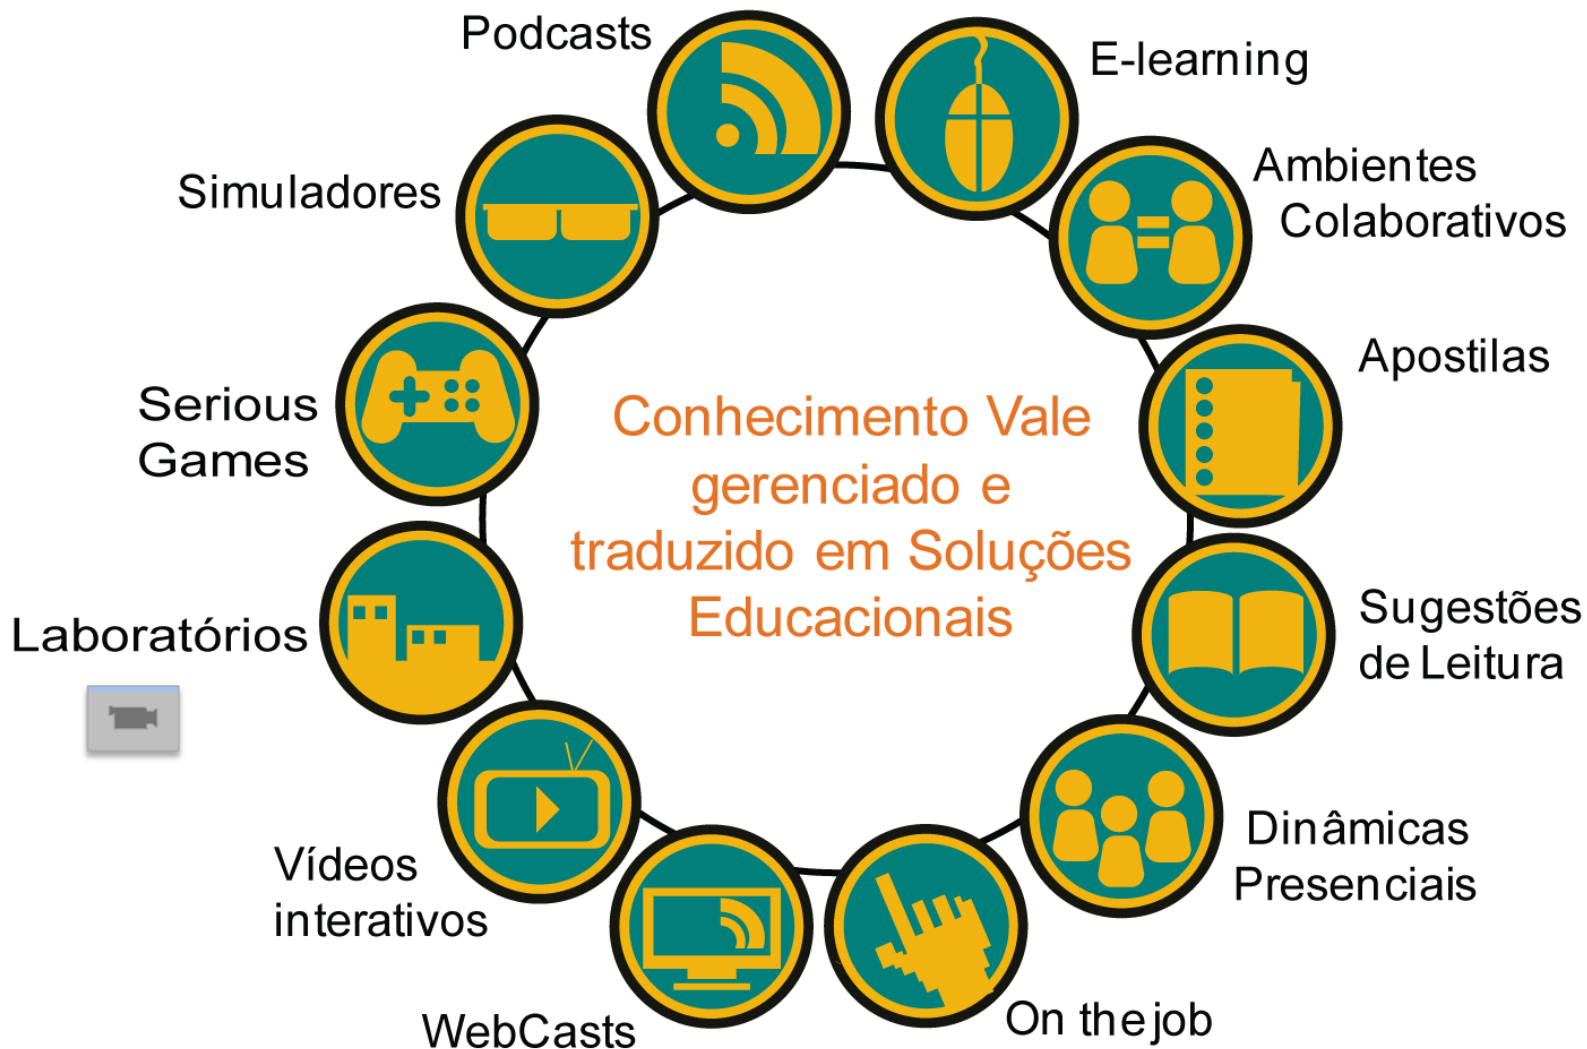 Podcasts
E-learning
Ambientes
Colaborativos
Simuladores
Apostilas
Serious
Games
Conhecimento Vale
gerenciado e
traduzido em Soluções
Educacionais
Sugestões
de Leitura
Laboratórios
Dinâmicas
Presenciais
Vídeos
interativos
On the job
WebCasts